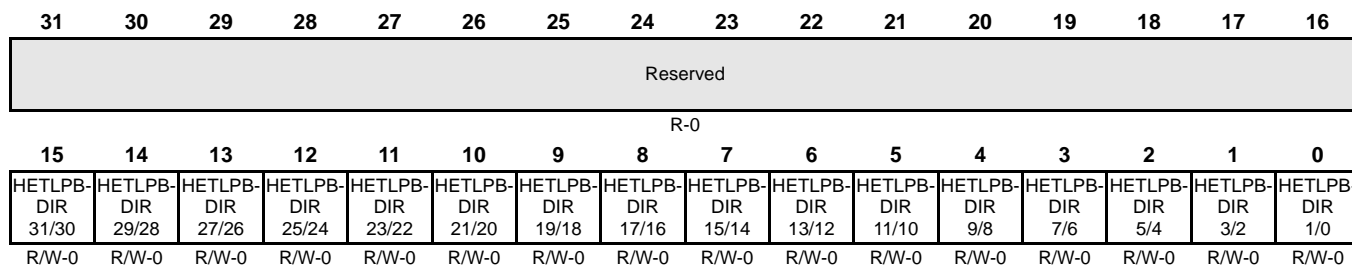 31 30 29 28 27 26 25 24 23 22 21 20 19 18 17 16
Reserved
R-0
15 14 13 12 11 10 9 8 7 6 5 4 3 2 1 0
HETLPB- HETLPB- HETLPB- HETLPB- HETLPB- HETLPB- HETLPB- HETLPB- HETLPB- HETLPB- HETLPB- HETLPB- HETLPB- HETLPB- HETLPB- HETLPB-
DIR DIR DIR DIR DIR DIR DIR DIR DIR DIR DIR DIR DIR DIR DIR DIR
31/30 29/28 27/26 25/24 23/22 21/20 19/18 17/16 15/14 13/12 11/10 9/8 7/6 5/4 3/2 1/0
R/W-0 R/W-0 R/W-0 R/W-0 R/W-0 R/W-0 R/W-0 R/W-0 R/W-0 R/W-0 R/W-0 R/W-0 R/W-0 R/W-0 R/W-0 R/W-0